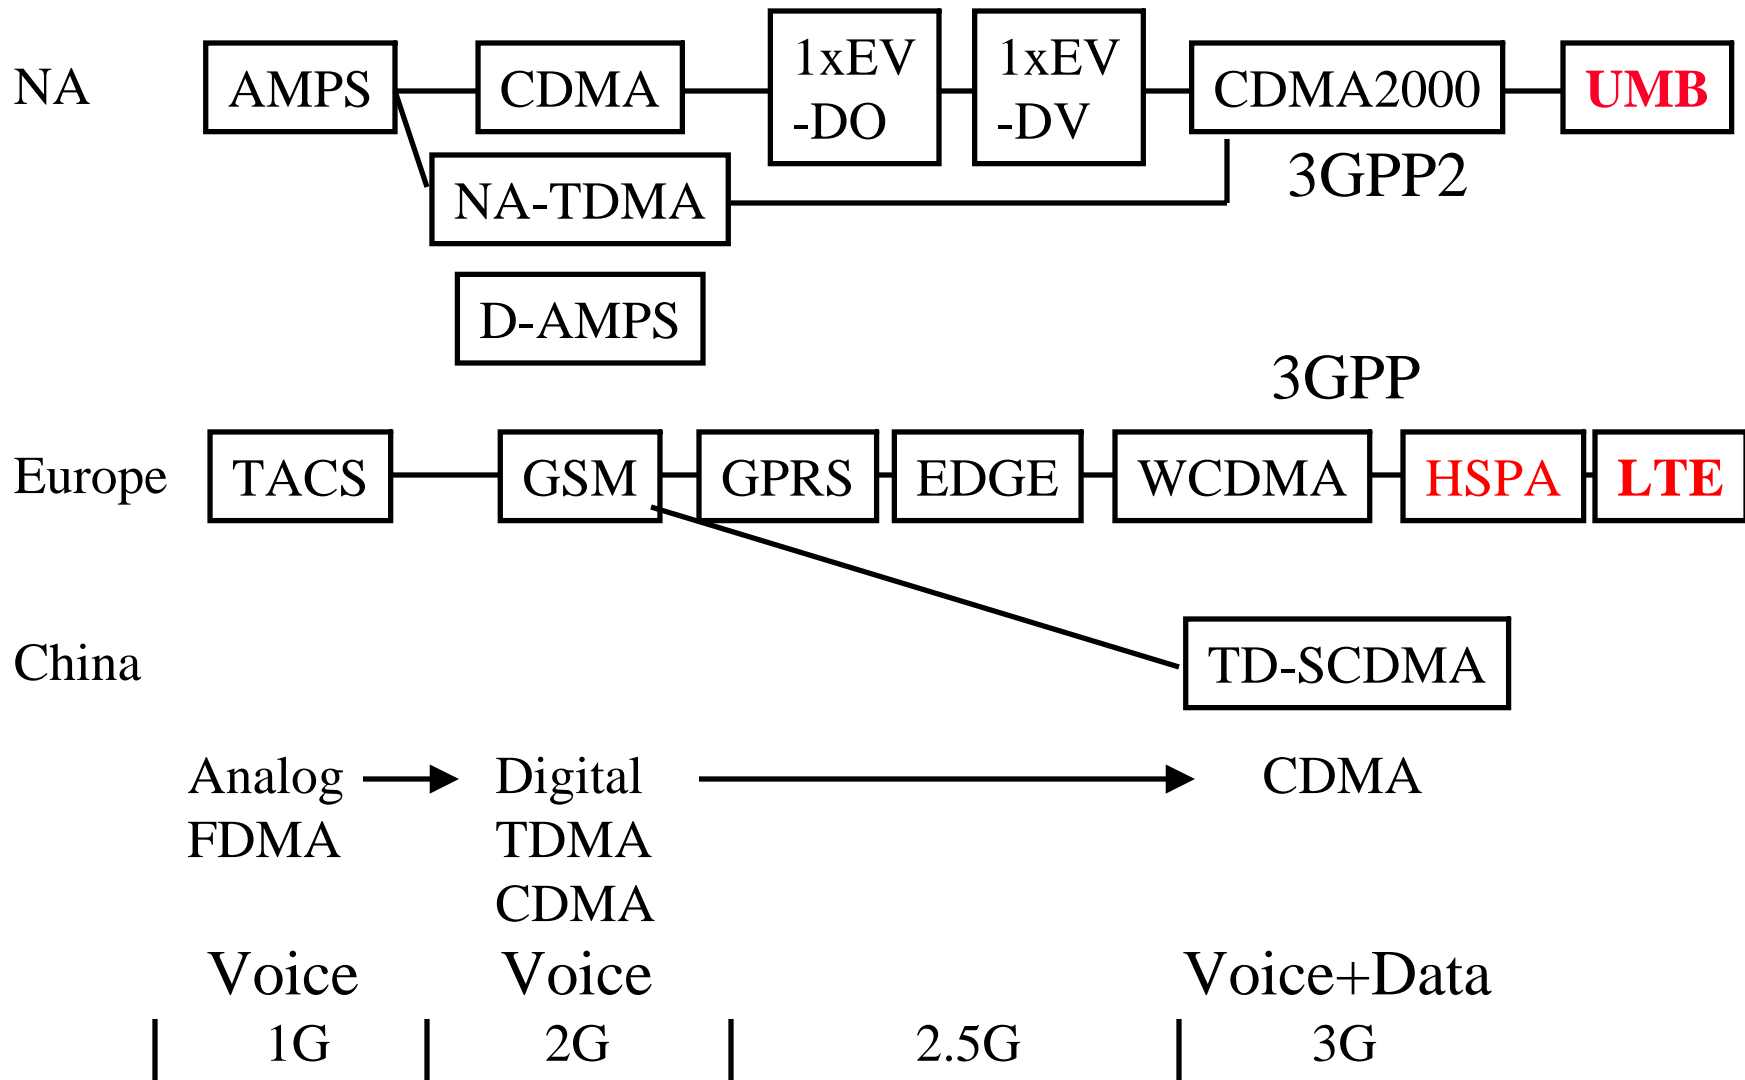 NA
AMPS
CDMA
1xEV
-DO
1xEV
-DV
CDMA2000
UMB
NA-TDMA
3GPP2
D-AMPS
3GPP
Europe
TACS
GSM
GPRS
EDGE
WCDMA
HSPA
LTE
China
TD-SCDMA
Analog
FDMA
Digital
TDMA
CDMA
CDMA
Voice
Voice
Voice+Data
1G
2G
2.5G
3G